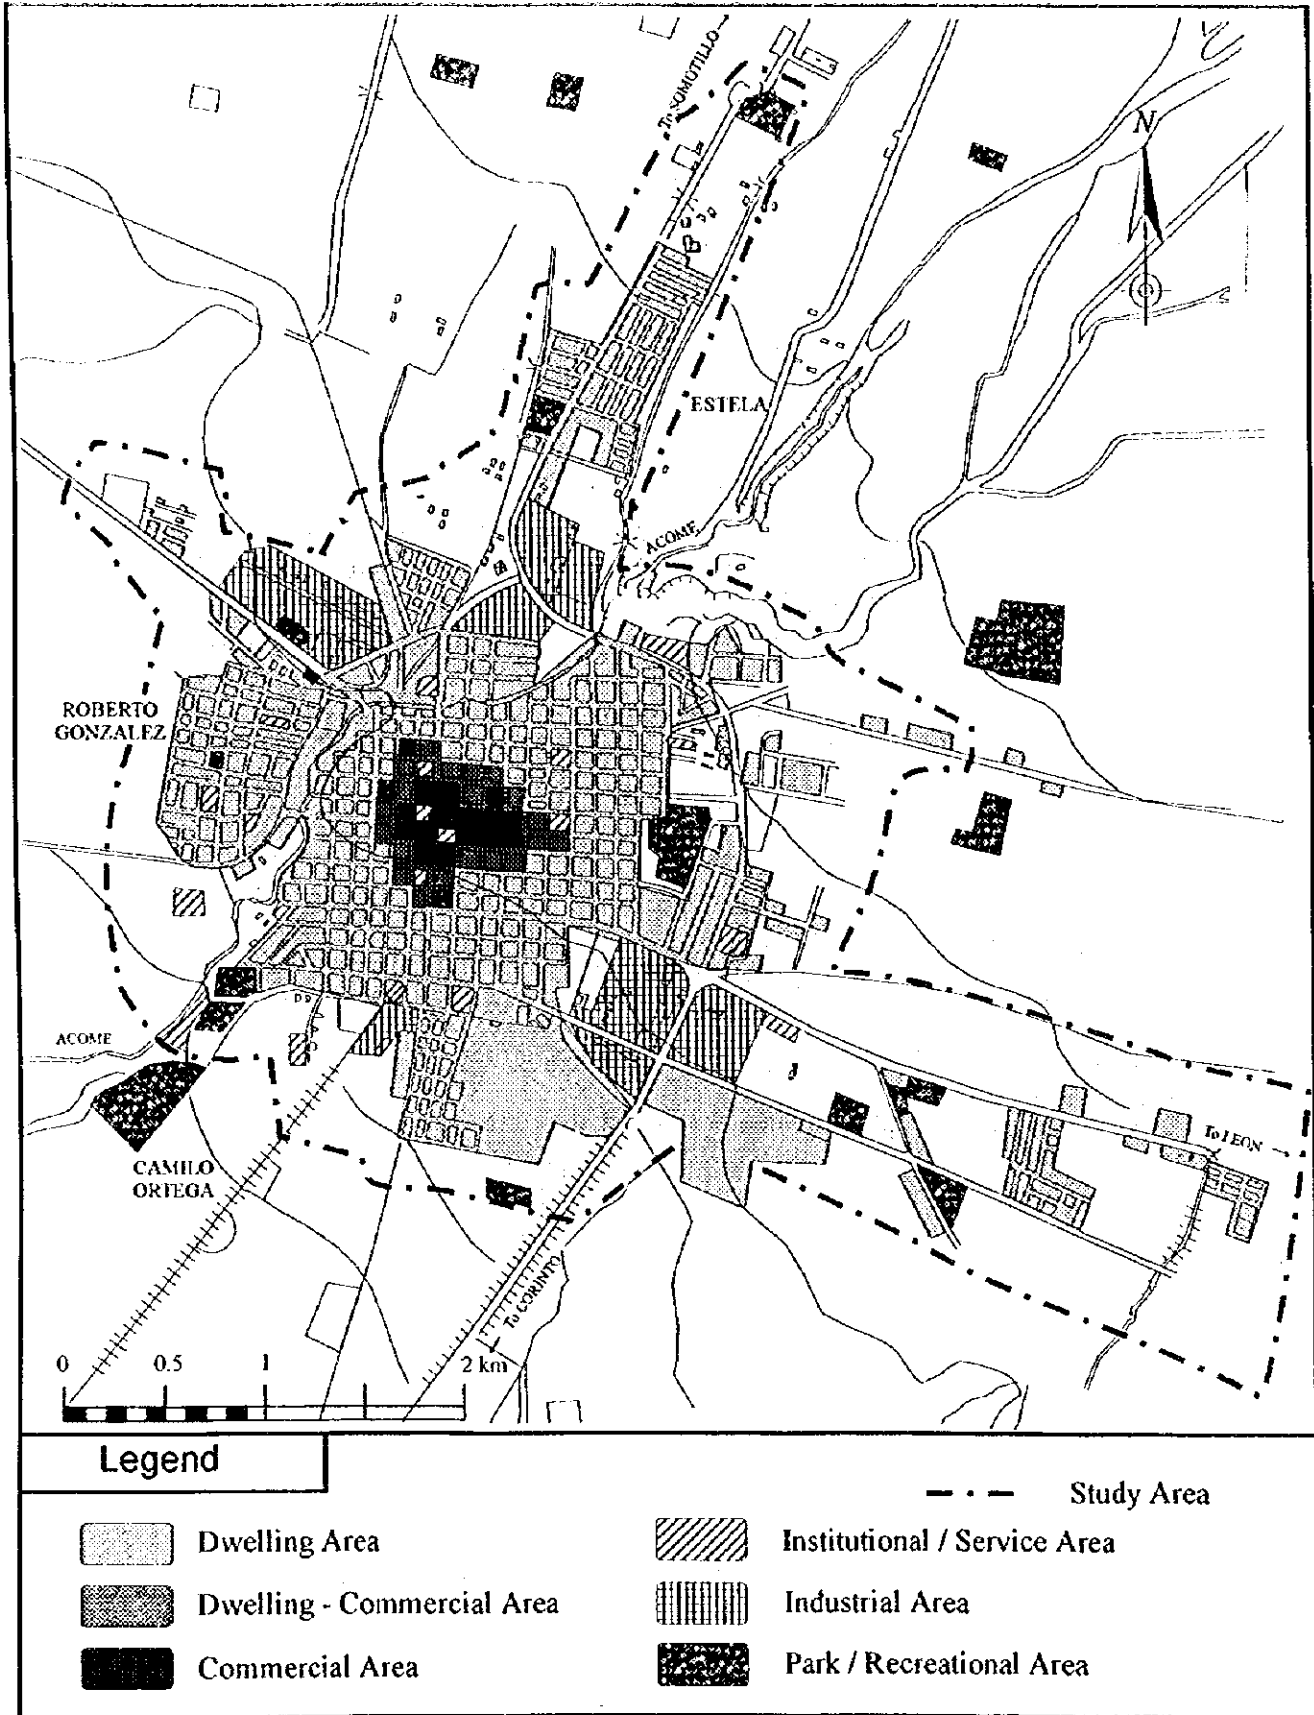 To SOMOTILLO
N
ESTELA
ACOME
ROBERTO
GONZALEZ
ACOME
To LEON
CAMILO
ORTEGA
To CORINTO
0 0.5 1 2 km
Legend
Study Area
Dwelling Area
Institutional / Service Area
Dwelling - Commercial Area
Industrial Area
Commercial Area
Park / Recreational Area